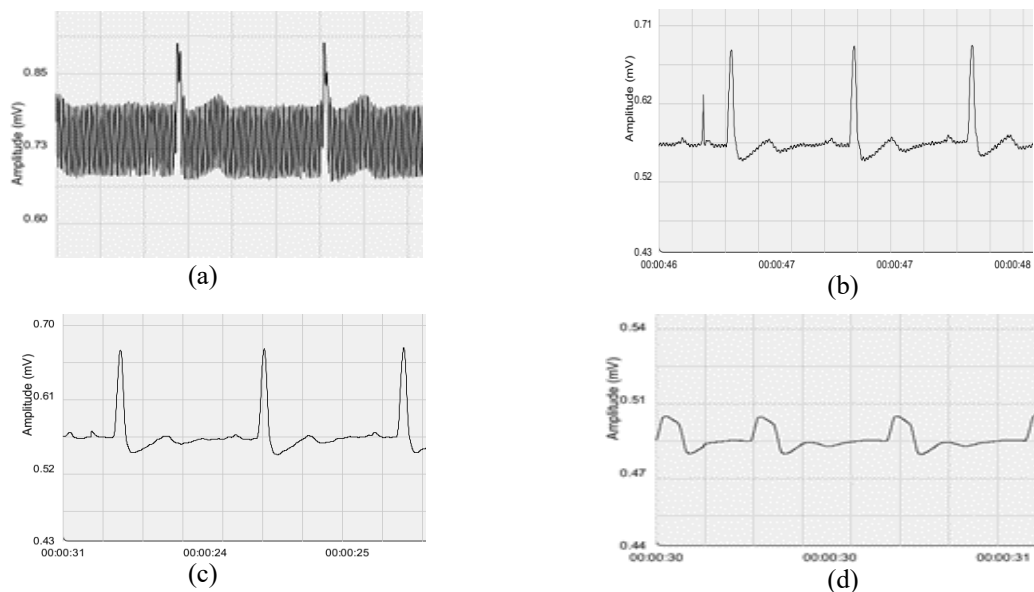 Amplitude (mV)
0.85
0.73
0.60
(a)
Amplitude (mV)
0.71
0.62
0.52
0.43
00:00:46 00:00:47 00:00:47 00:00:48
(b)
Amplitude (mV)
0.70
0.61
0.52
0.43
00:00:31 00:00:24 00:00:25
(c)
Amplitude (mV)
0.54
0.51
0.47
0.44
00:00:30 00:00:30 00:00:31
(d)